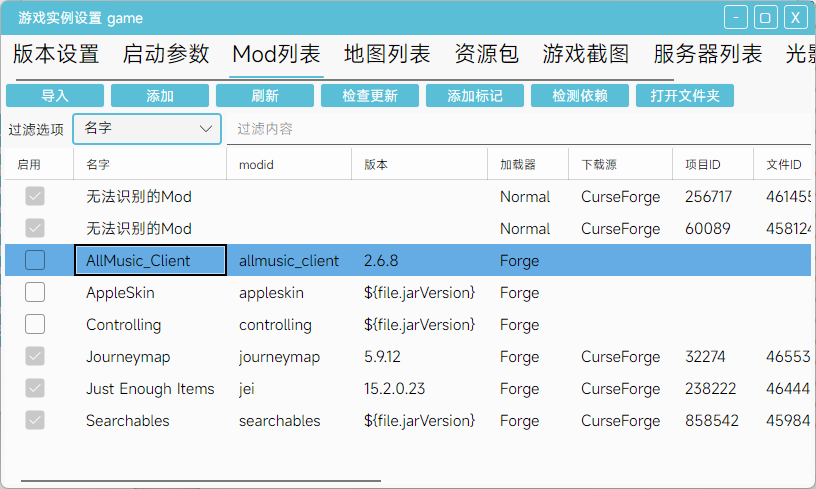 游戏实例设置 game
版本设置 启动参数 Mod列表 地图列表 资源包 游戏截图 服务器列表
导入 添加 刷新 检查更新 添加标记 检测依赖 打开文件夹
过滤选项 名字 过滤内容
启用 名字 modid 版本 加载器 下载源 项目ID 文件ID
无法识别的Mod Normal CurseForge 256717 461455
无法识别的Mod Normal CurseForge 60089 458124
AllMusic_Client allmusic_client 2.6.8 Forge
AppleSkin appleskin ${file.jarVersion} Forge
Controlling controlling ${file.jarVersion} Forge
Journeymap journeymap 5.9.12 Forge CurseForge 32274 46553
Just Enough Items jei 15.2.0.23 Forge CurseForge 238222 46444
Searchables searchables ${file.jarVersion} Forge CurseForge 858542 45984